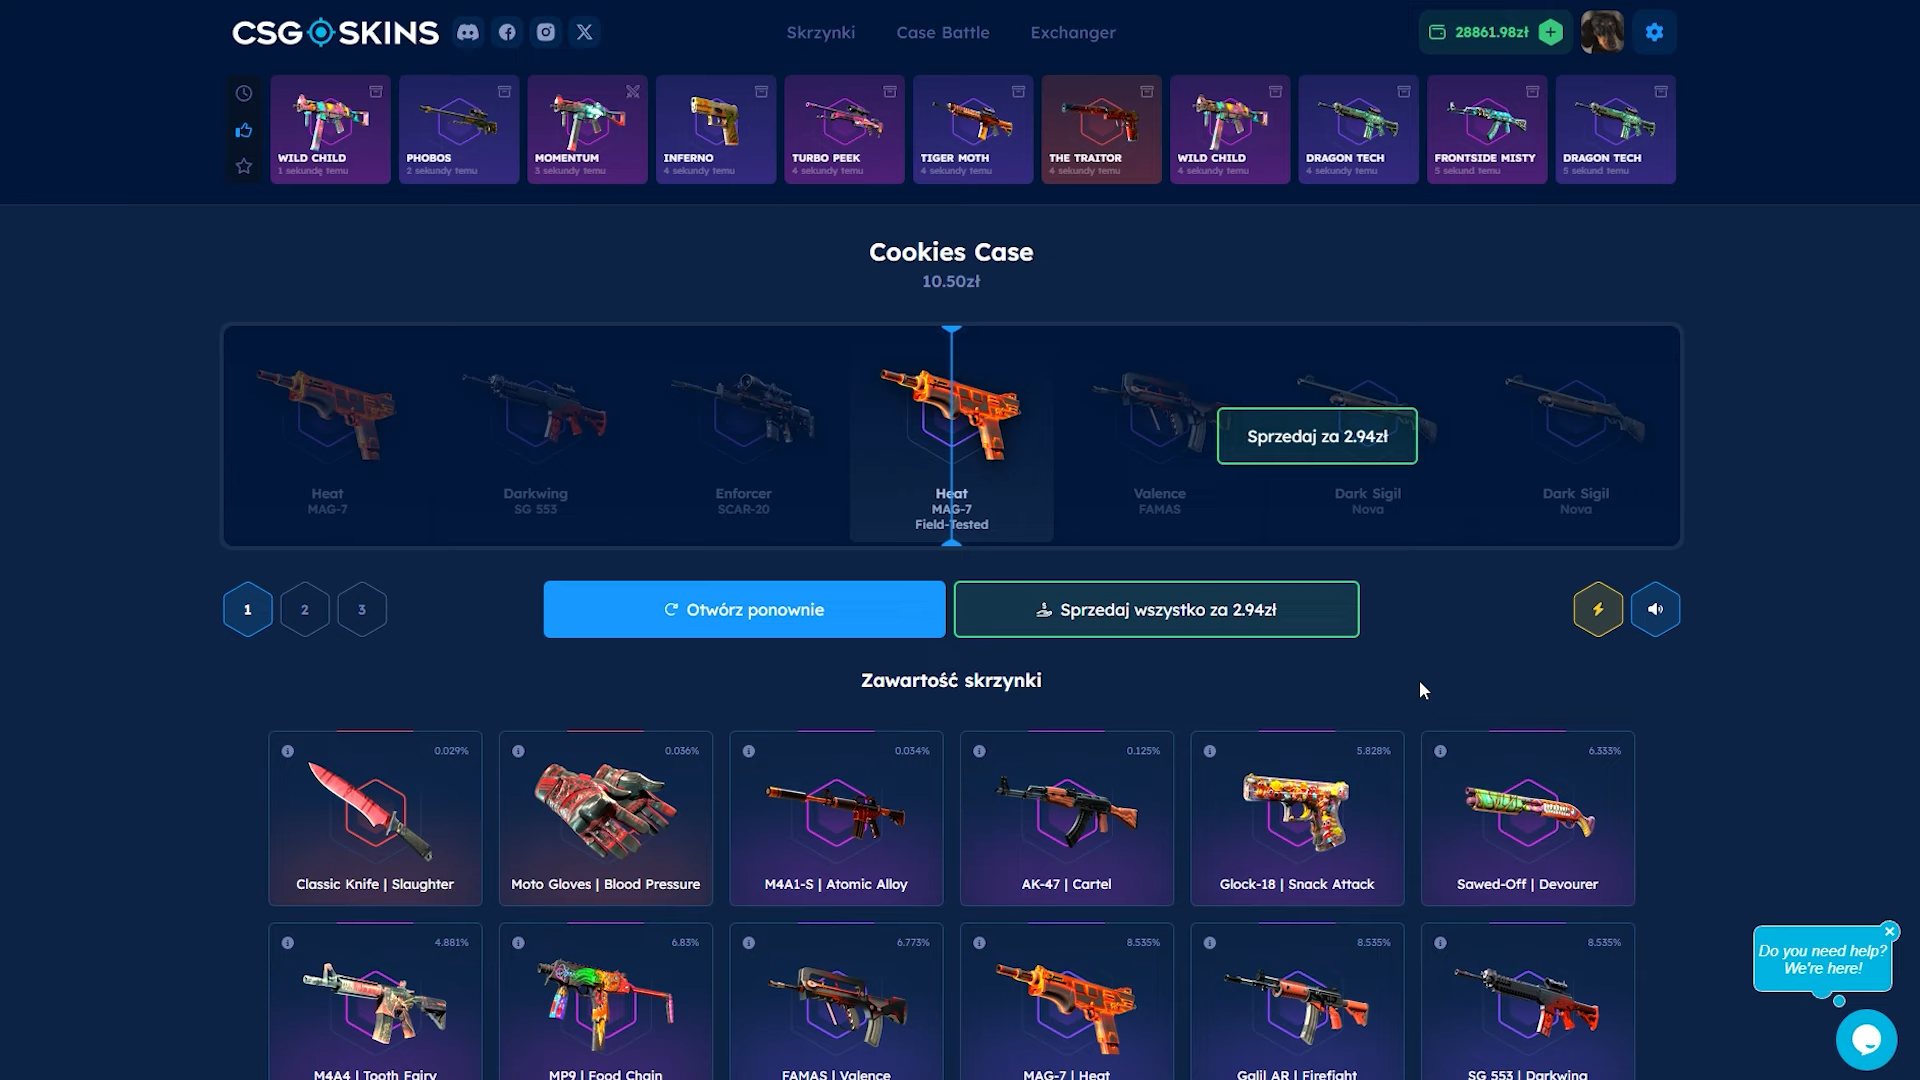 CSG SKINS
Skrzynki
Case Battle
Exchanger
28861.98zł
WILD CHILD
1 sekundę temu
PHOBOS
2 sekundy temu
MOMENTUM
3 sekundy temu
INFERNO
4 sekundy temu
TURBO PEEK
4 sekundy temu
TIGER MOTH
4 sekundy temu
THE TRAITOR
4 sekundy temu
WILD CHILD
4 sekundy temu
DRAGON TECH
4 sekundy temu
FRONTSIDE MISTY
5 sekund temu
DRAGON TECH
5 sekund temu
Cookies Case
10.50zł
Heat
MAG-7
Darkwing
SG 553
Enforcer
SCAR-20
Heat
MAG-7
Field-Tested
Valence
FAMAS
Sprzedaj za 2.94zł
Dark Sigil
Nova
Dark Sigil
Nova
1
2
3
Otwórz ponownie
Sprzedaj wszystko za 2.94zł
Zawartość skrzynki
0.029%
Classic Knife | Slaughter
0.036%
Moto Gloves | Blood Pressure
0.034%
M4A1-S | Atomic Alloy
0.125%
AK-47 | Cartel
5.828%
Glock-18 | Snack Attack
6.333%
Sawed-Off | Devourer
4.881%
M4A4 | Tooth Fairy
6.83%
MP9 | Food Chain
6.773%
FAMAS | Valence
8.535%
MAG-7 | Heat
8.535%
Galil AR | Firefight
8.535%
SG 553 | Darkwing
Do you need help?
We're here!